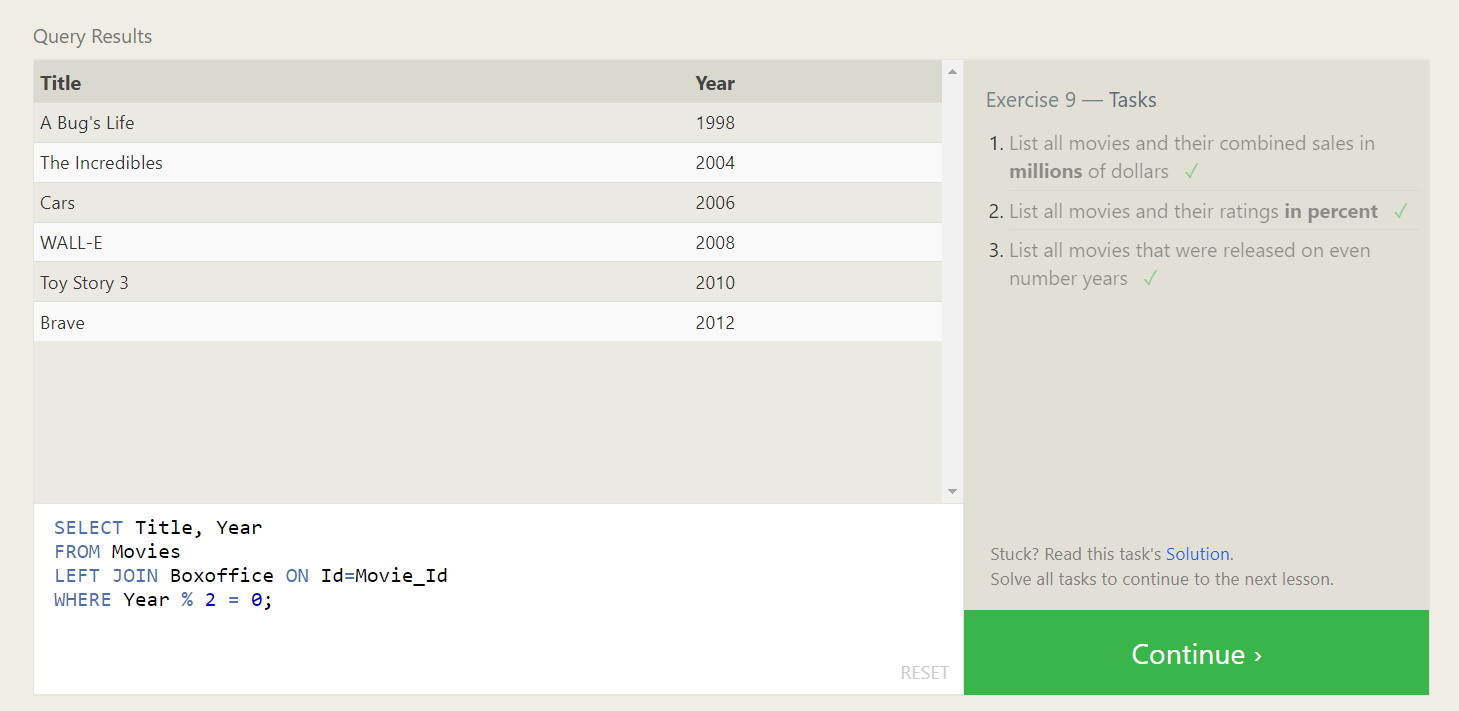 Query Results
Title Year
A Bug's Life 1998
The Incredibles 2004
Cars 2006
WALL-E 2008
Toy Story 3 2010
Brave 2012
SELECT Title, Year
FROM Movies
LEFT JOIN Boxoffice ON Id=Movie_Id
WHERE Year % 2 = 0;
RESET
Exercise 9 — Tasks
1. List all movies and their combined sales in
millions of dollars ✓
2. List all movies and their ratings in percent ✓
3. List all movies that were released on even
number years ✓
Stuck? Read this task's Solution.
Solve all tasks to continue to the next lesson.
Continue ›